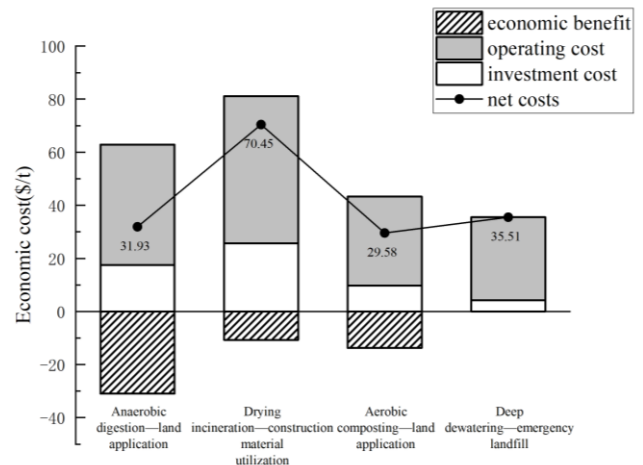 economic benefit
operating cost
investment cost
net costs
Economic cost($/t)
100
80
60
40
20
0
−20
−40
31.93
70.45
29.58
35.51
Anaerobic
digestion—land
application
Drying
incineration—construction
material
utilization
Aerobic
composting—land
application
Deep
dewatering—emergency
landfill